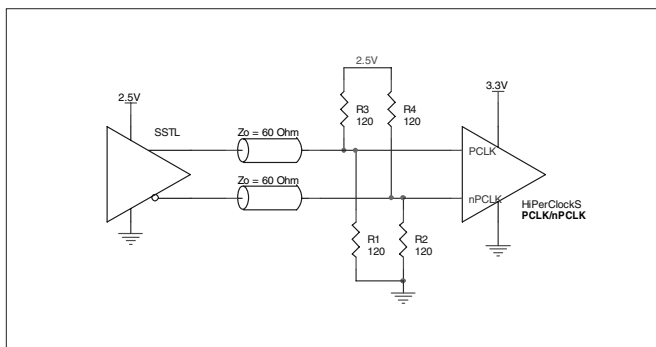 2.5V
2.5V
3.3V
R3
120
R4
120
SSTL
Zo = 60 Ohm
PCLK
Zo = 60 Ohm
nPCLK
HiPerClockS
PCLK/nPCLK
R1
120
R2
120